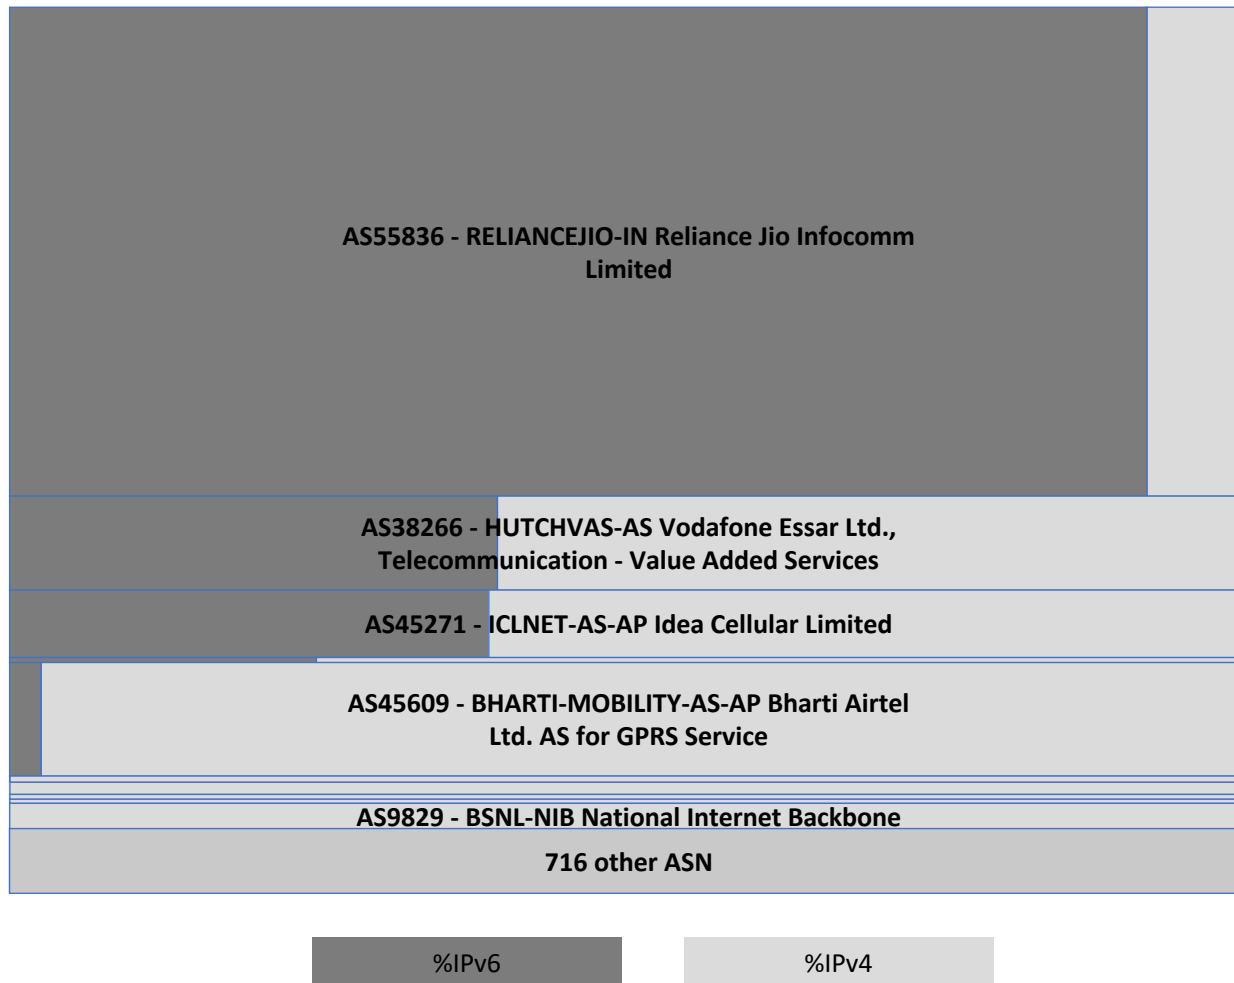 AS55836 - RELIANCEJIO-IN Reliance Jio Infocomm
Limited
AS38266 - HUTCHVAS-AS Vodafone Essar Ltd.,
Telecommunication - Value Added Services
AS45271 - ICLNET-AS-AP Idea Cellular Limited
AS45609 - BHARTI-MOBILITY-AS-AP Bharti Airtel
Ltd. AS for GPRS Service
AS9829 - BSNL-NIB National Internet Backbone
716 other ASN
%IPv6
%IPv4